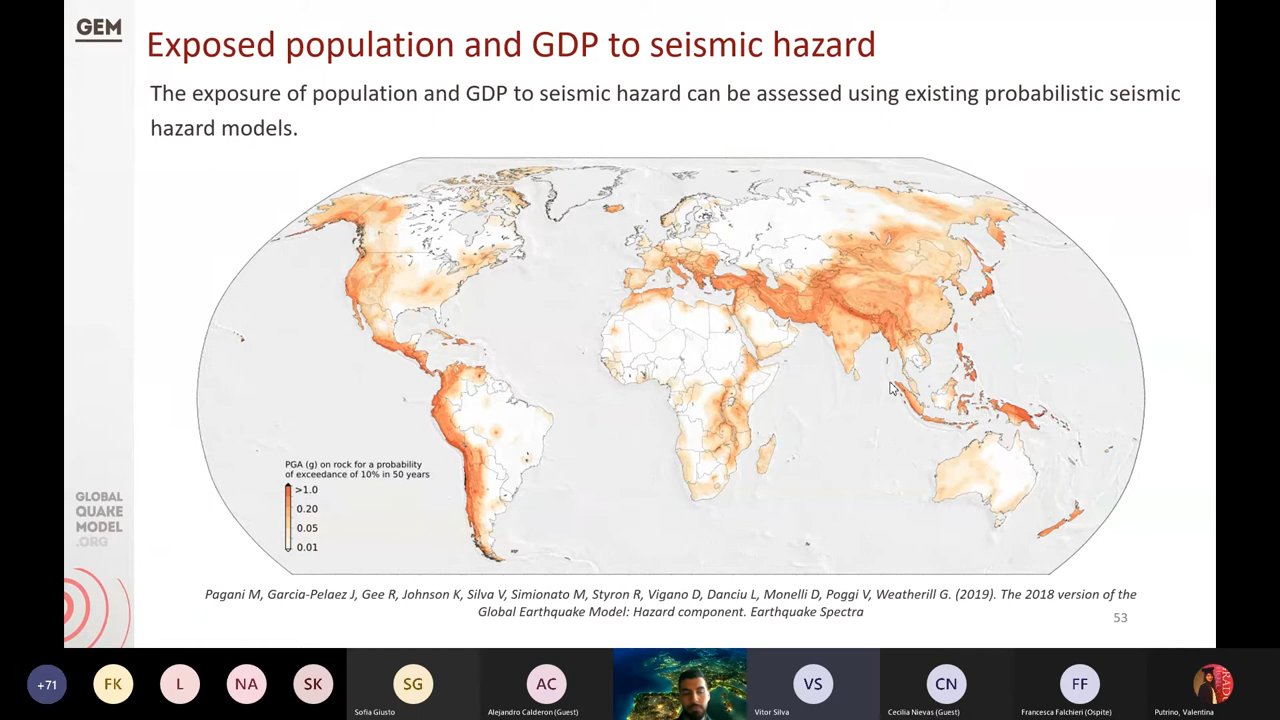 GEM
Exposed population and GDP to seismic hazard
The exposure of population and GDP to seismic hazard can be assessed using existing probabilistic seismic
hazard models.
PGA (g) on rock for a probability
of exceedance of 10% in 50 years
>1.0
0.20
0.05
0.01
GLOBAL
QUAKE
MODEL
.ORG
Pagani M, Garcia-Pelaez J, Gee R, Johnson K, Silva V, Simionato M, Styron R, Vigano D, Danciu L, Monelli D, Poggi V, Weatherill G. (2019). The 2018 version of the
Global Earthquake Model: Hazard component. Earthquake Spectra
53
+71
FK
L
NA
SK
SG
AC
VS
CN
FF
Sofia Giusto
Alejandro Calderon (Guest)
Vitor Silva
Cecilia Nievas (Guest)
Francesca Falchieri (Ospite)
Putrino, Valentina